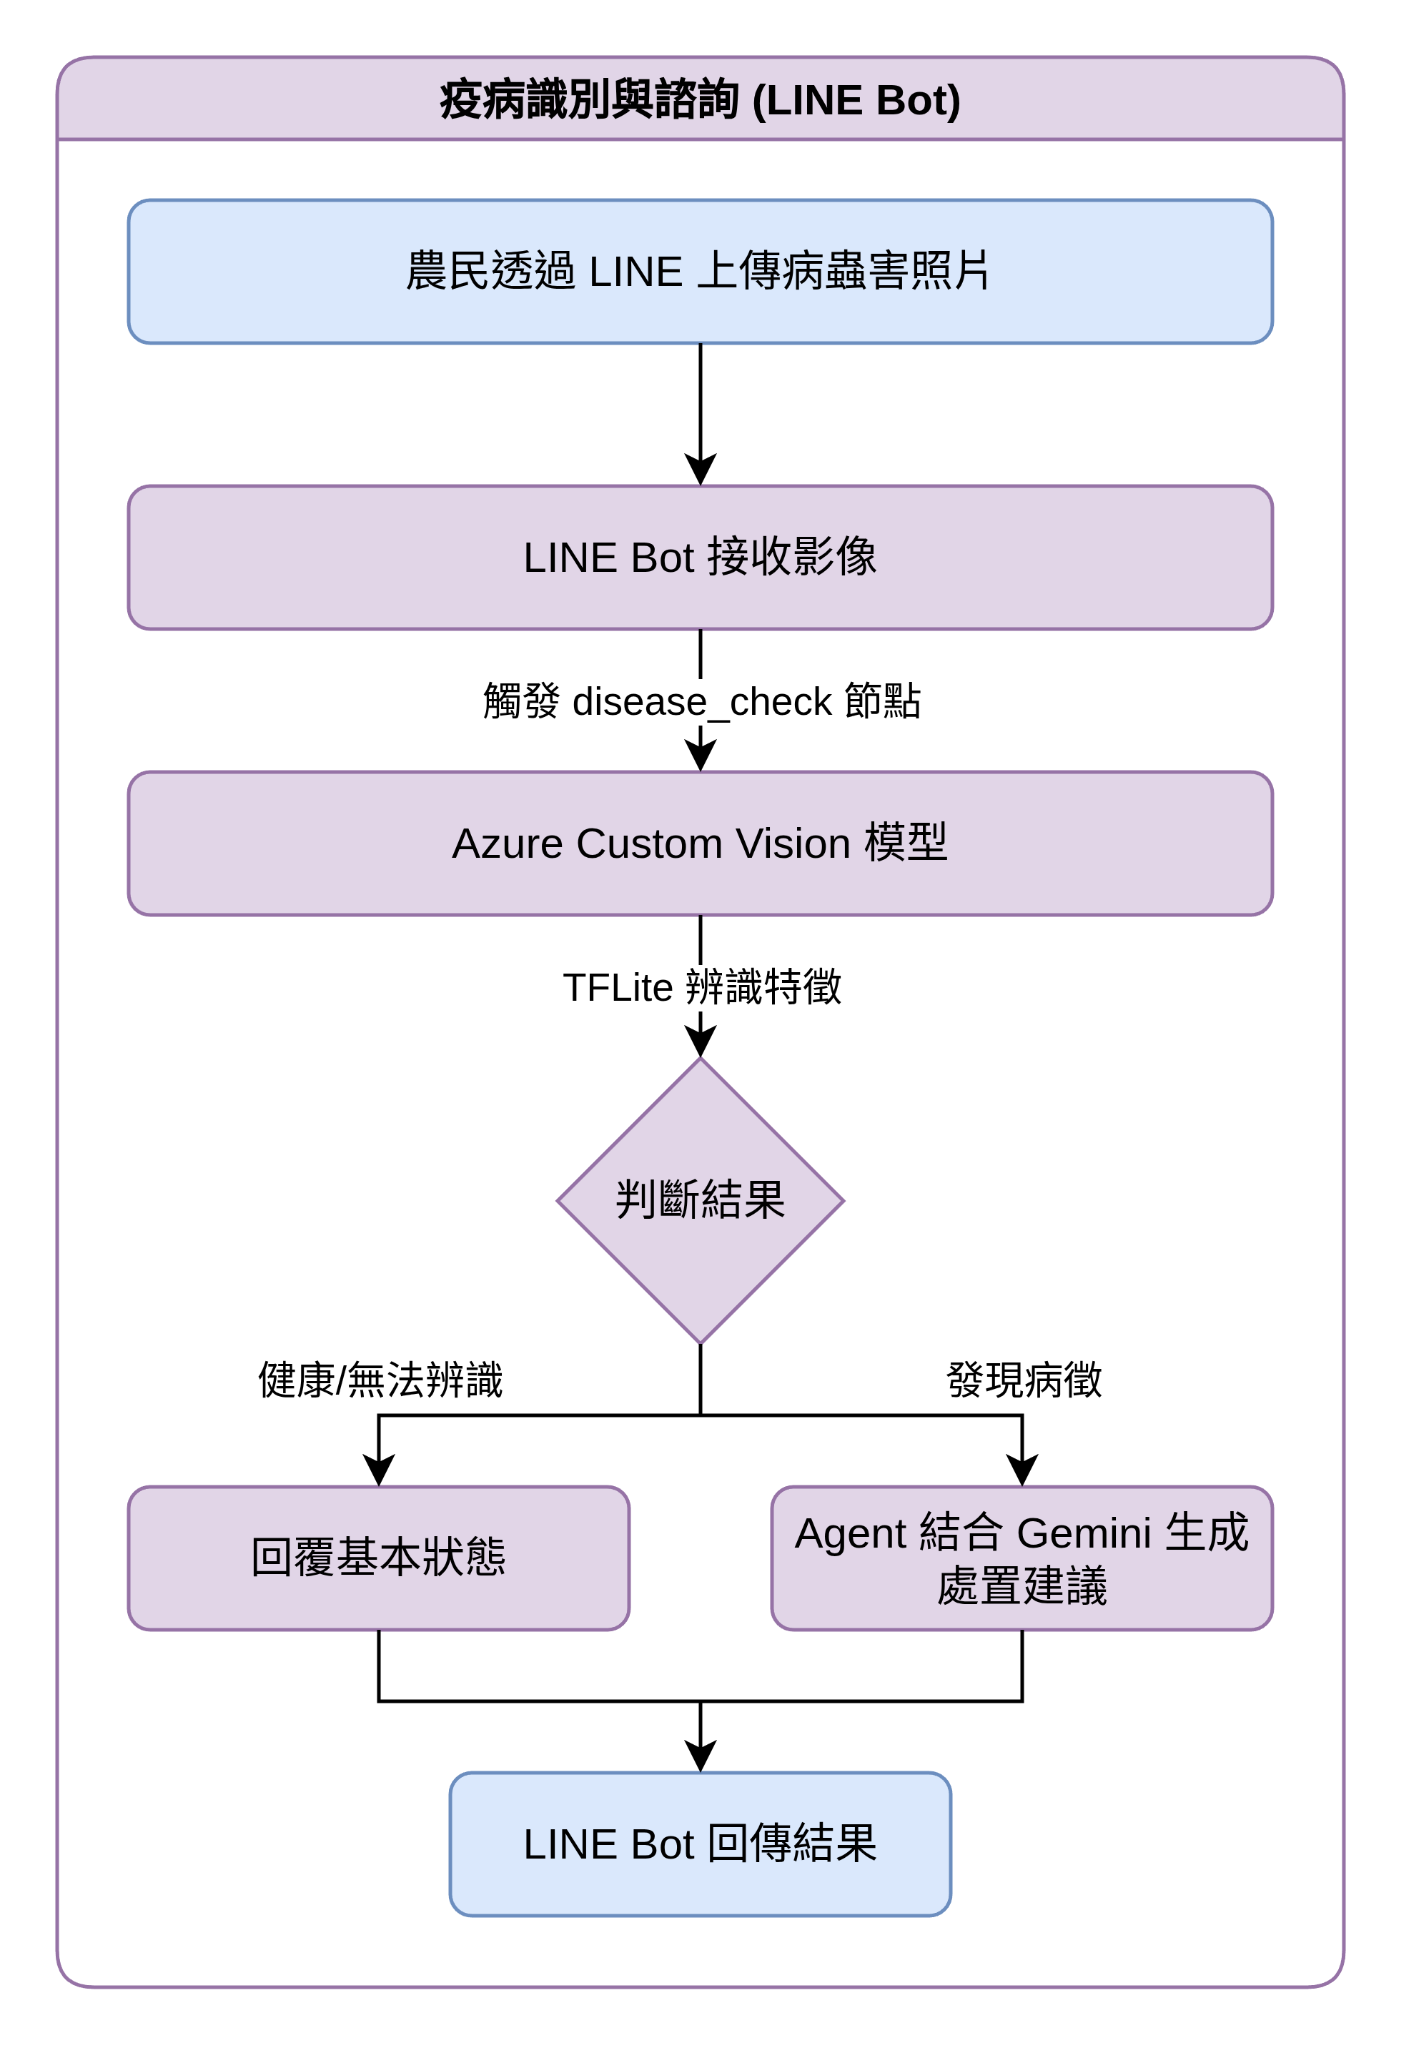 疫病識別與諮詢 (LINE Bot)
農民透過 LINE 上傳病蟲害照片
LINE Bot 接收影像
觸發 disease_check 節點
Azure Custom Vision 模型
TFLite 辨識特徵
判斷結果
健康/無法辨識
發現病徵
回覆基本狀態
Agent 結合 Gemini 生成
處置建議
LINE Bot 回傳結果